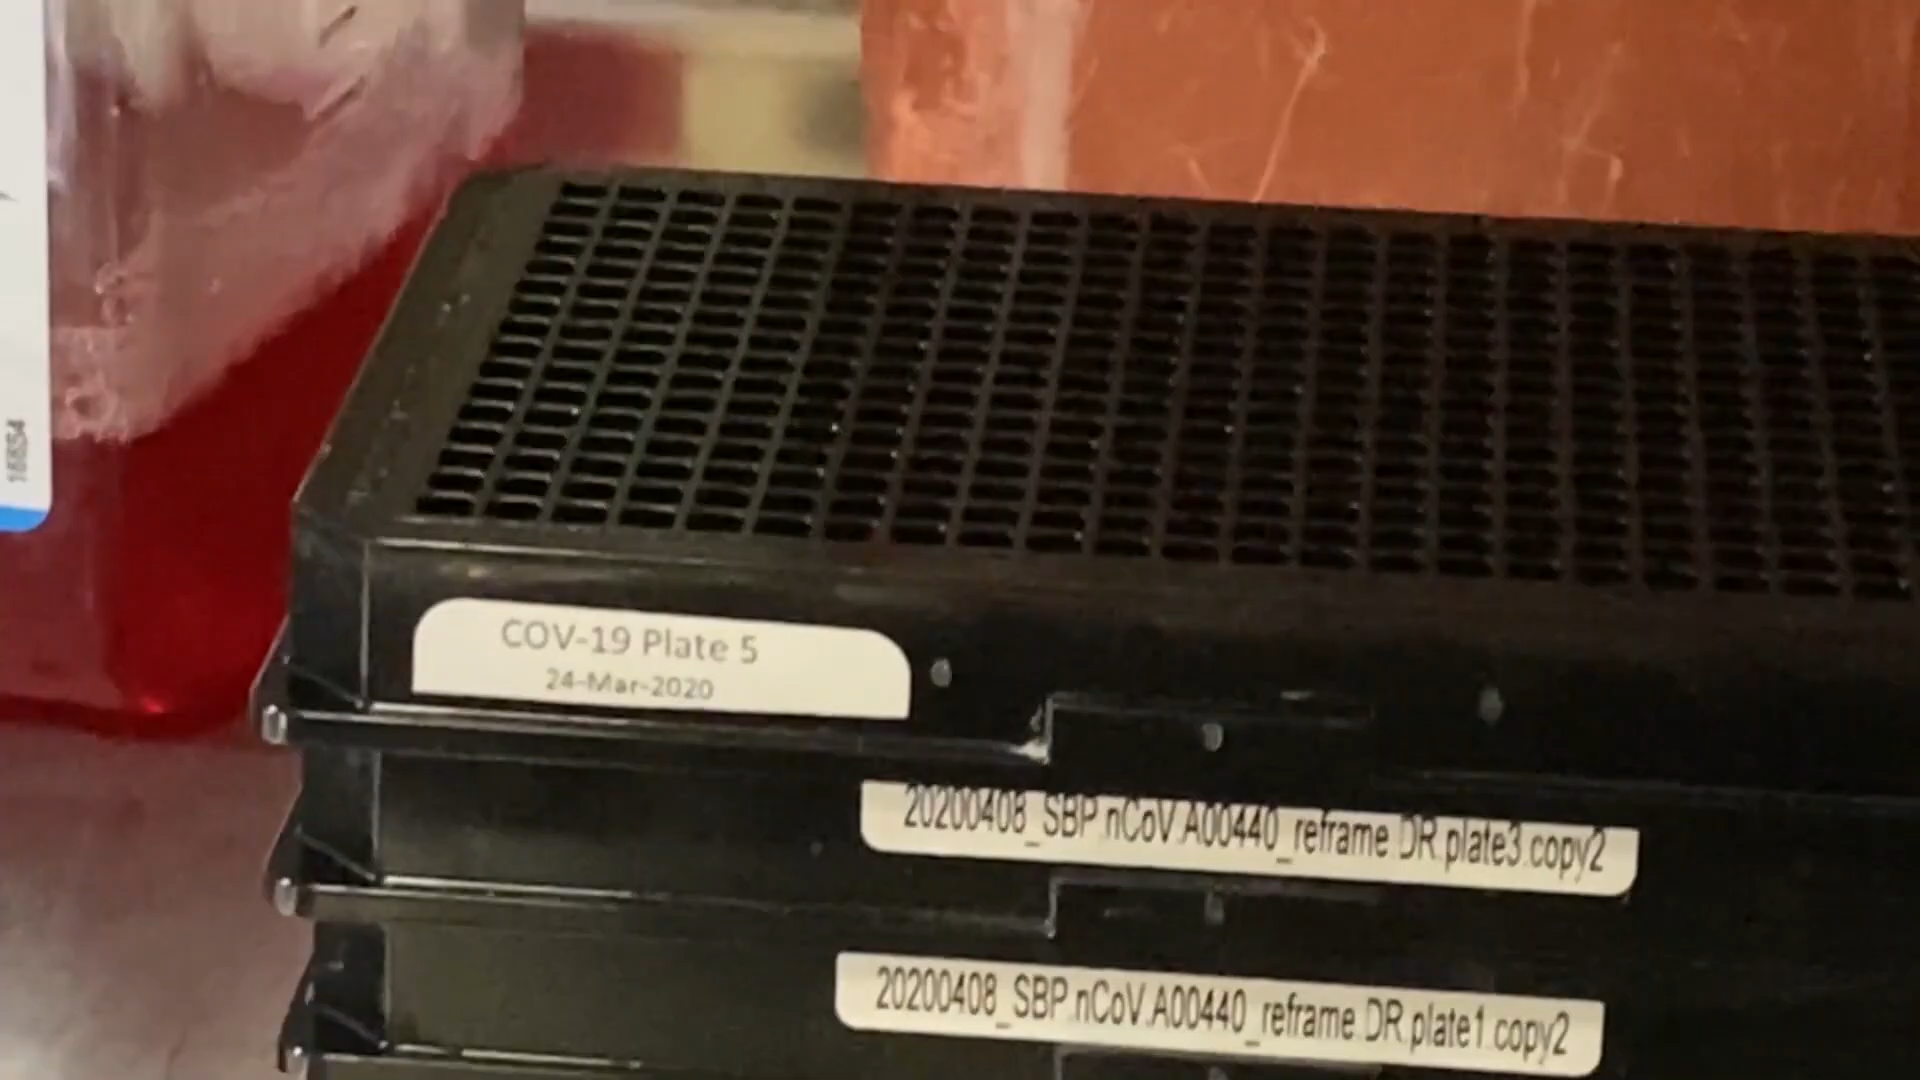 COV-19 Plate 5
24-Mar-2020
20200408_SBP.nCoV.A00440_reframe.DR.plate3.copy2
20200408_SBP.nCoV.A00440_reframe.DR.plate1.copy2